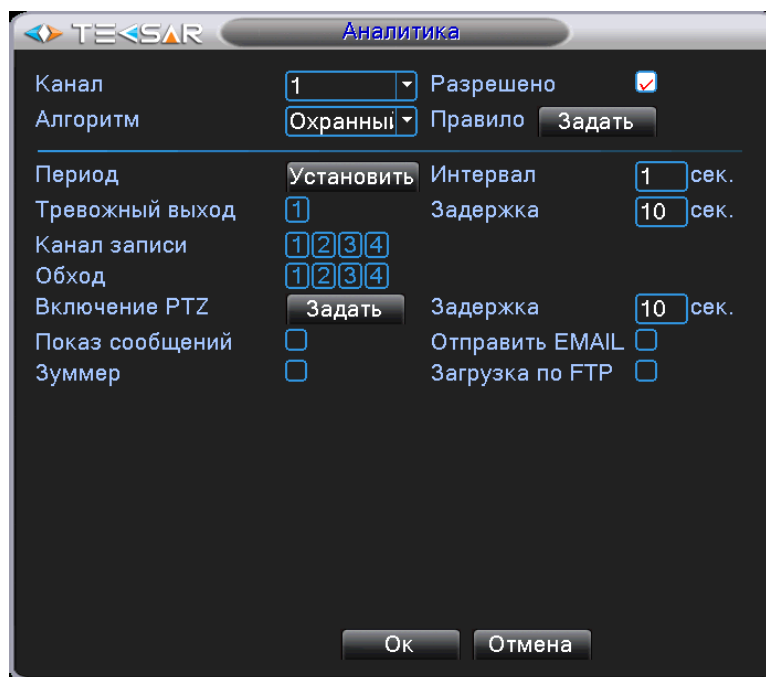 TEKSAR Аналитика
Канал 1 Разрешено
Алгоритм Охранный Правило Задать
Период Установить Интервал 1 сек.
Тревожный выход 1 Задержка 10 сек.
Канал записи 1 2 3 4
Обход 1 2 3 4
Включение PTZ Задать Задержка 10 сек.
Показ сообщений Отправить EMAIL
Зуммер Загрузка по FTP
Ок Отмена